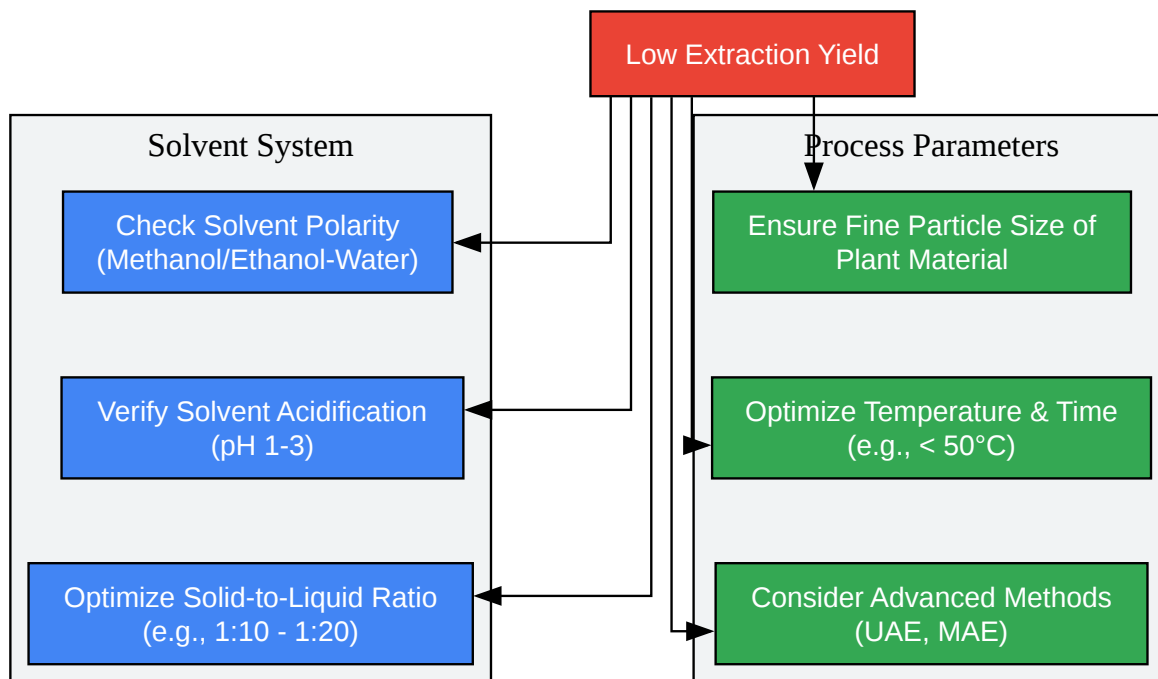 Low Extraction Yield
Solvent System
Check Solvent Polarity
(Methanol/Ethanol-Water)
Verify Solvent Acidification
(pH 1-3)
Optimize Solid-to-Liquid Ratio
(e.g., 1:10 - 1:20)
Process Parameters
Ensure Fine Particle Size of
Plant Material
Optimize Temperature & Time
(e.g., < 50°C)
Consider Advanced Methods
(UAE, MAE)